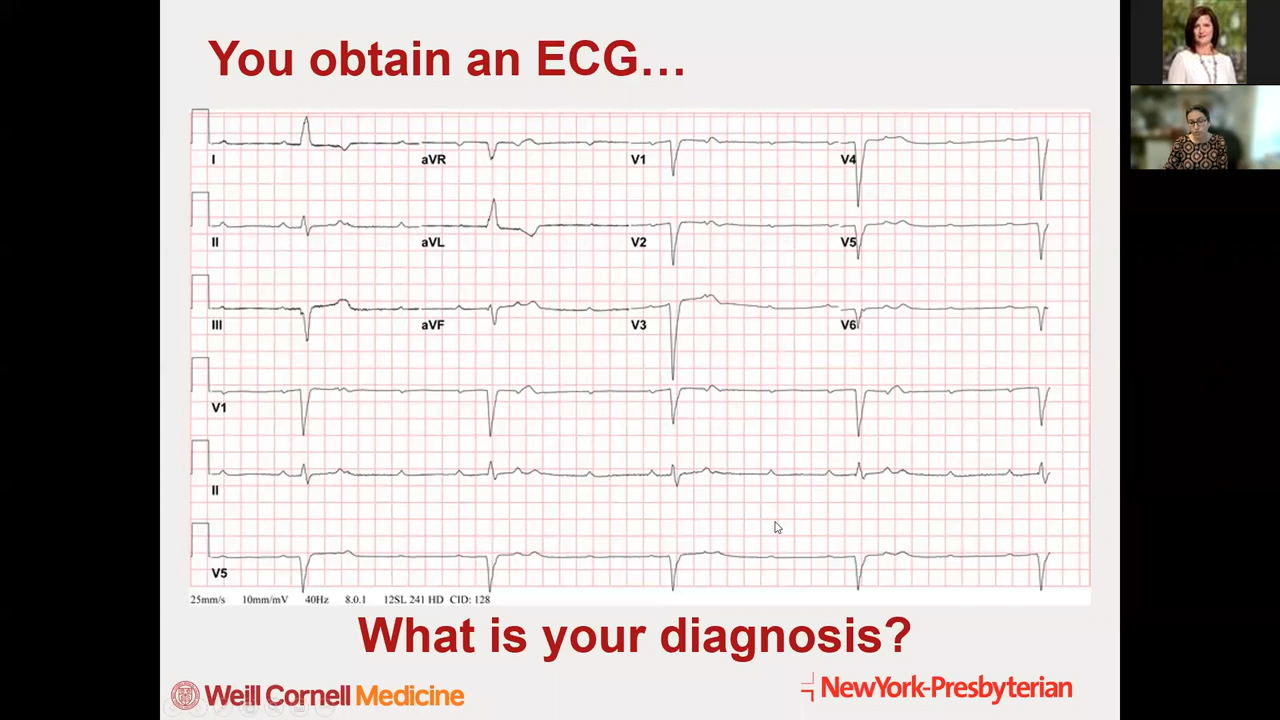 You obtain an ECG…
I aVR V1 V4
II aVL V2 V5
III aVF V3 V6
V1
II
V5
25mm/s 10mm/mV 40Hz 8.0.1 12SL 241 HD CID: 128
What is your diagnosis?
Weill Cornell Medicine
NewYork-Presbyterian